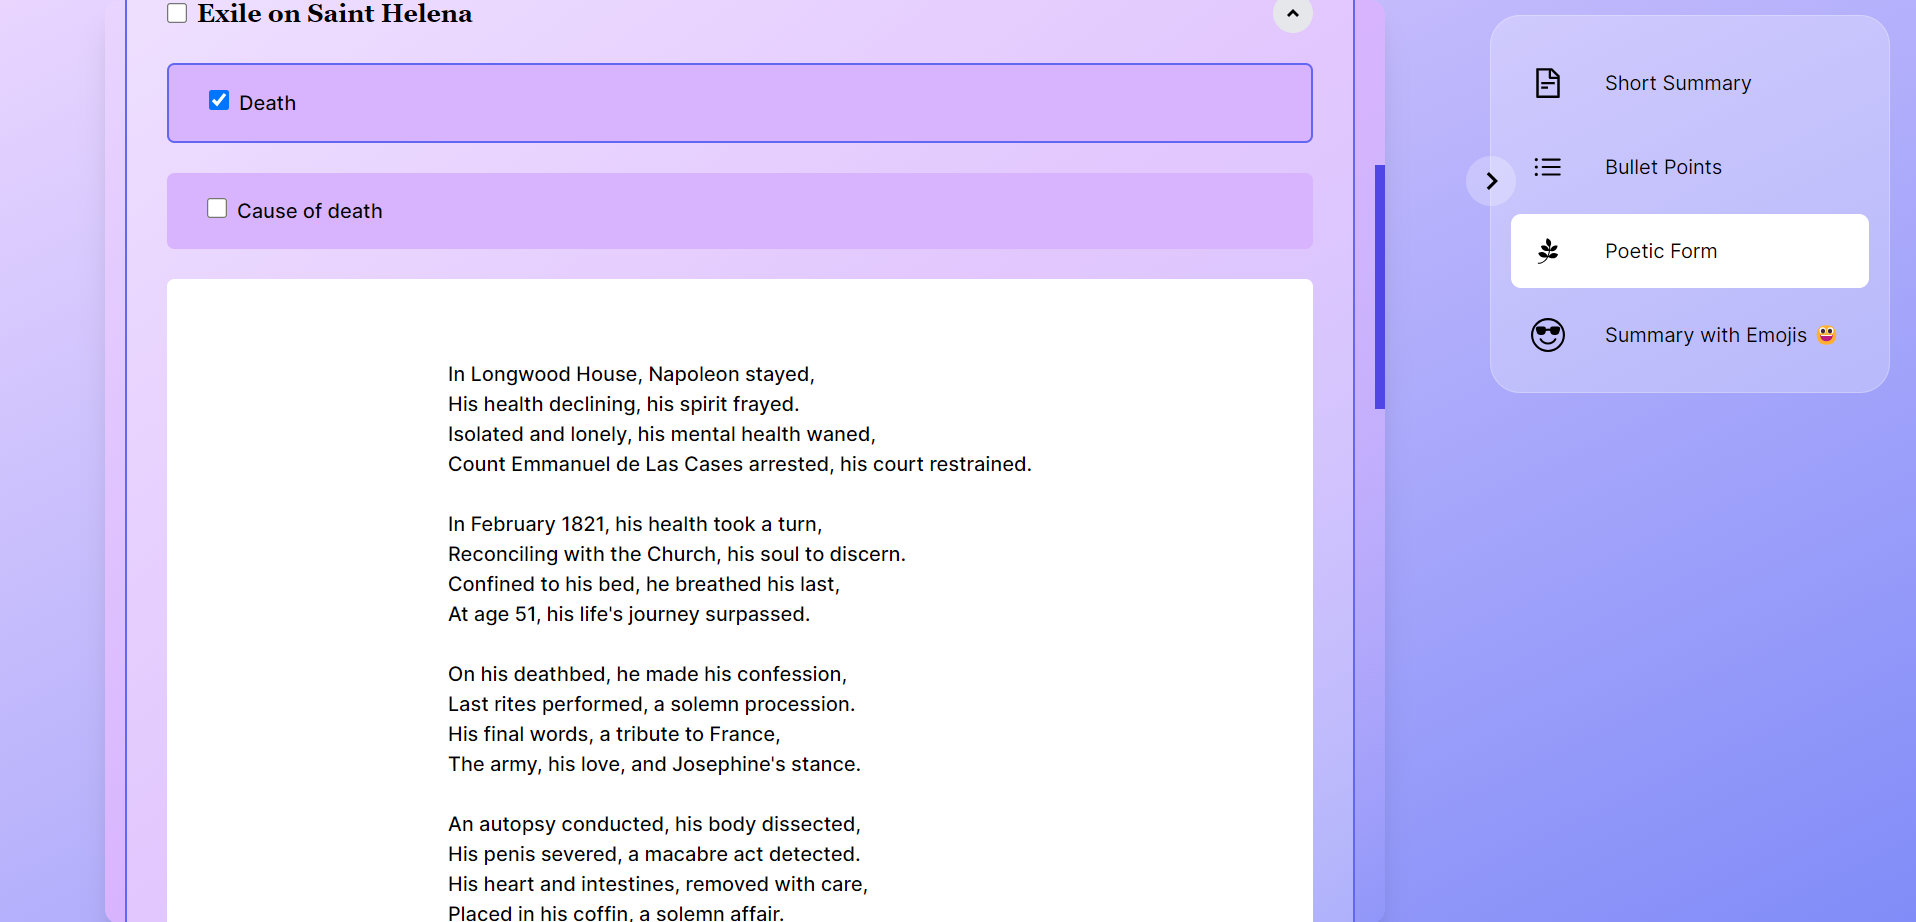 Exile on Saint Helena
Death
Cause of death
In Longwood House, Napoleon stayed,
His health declining, his spirit frayed.
Isolated and lonely, his mental health waned,
Count Emmanuel de Las Cases arrested, his court restrained.
In February 1821, his health took a turn,
Reconciling with the Church, his soul to discern.
Confined to his bed, he breathed his last,
At age 51, his life's journey surpassed.
On his deathbed, he made his confession,
Last rites performed, a solemn procession.
His final words, a tribute to France,
The army, his love, and Josephine's stance.
An autopsy conducted, his body dissected,
His penis severed, a macabre act detected.
His heart and intestines, removed with care,
Placed in his coffin, a solemn affair.
Short Summary
Bullet Points
Poetic Form
Summary with Emojis 😀